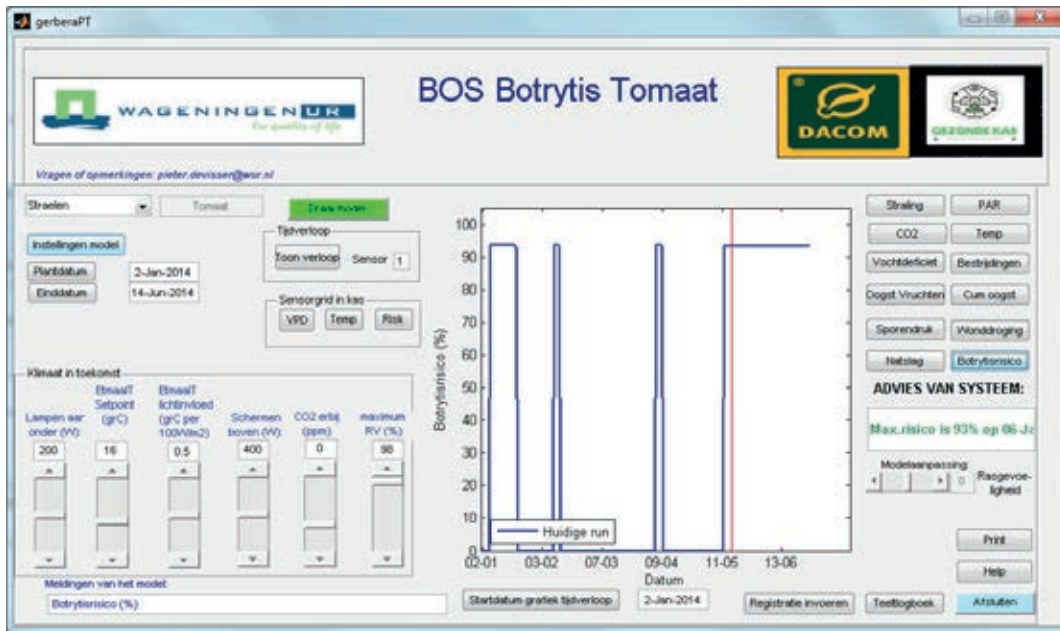 gerberaPT
WAGENINGEN UR
For quality of life
BOS Botrytis Tomaat
DACOM
GEZONDE KAS
Vragen of opmerkingen: pieter.devisser@wur.nl
Straelen
Tomaat
model
Instellingen model
Plantdatum
2-Jan-2014
Einddatum
14-Jun-2014
Tijdverloop
Toon verloop
Sensor
1
Sensorgrid in kas
VPD
Temp
Risk
Klimaat in toekomst
Lampen aan onder (W):
200
EtmaalT Setpoint (grC)
16
EtmaalT lichtinvloed (grC per 100W/m2)
0.5
Schermen boven (W):
400
CO2 erbij (ppm)
0
maximum RV (%)
98
Meldingen van het model:
Botrytisrisico (%)
Botrytisrisico (%)
100
90
80
70
60
50
40
30
20
10
0
Huidige run
02-01
03-02
07-03
09-04
11-05
13-06
Datum
Startdatum grafiek tijdverloop
2-Jan-2014
Registratie invoeren
Teeltlogboek
Afsluiten
Straling
PAR
CO2
Temp
Vochtdeficiet
Bestrijdingen
Oogst Vruchten
Cum oogst
Sporendruk
Wonddroging
Natslag
Botrytisrisico
ADVIES VAN SYSTEEM:
Max.risico is 93% op 06-Ja
Modelaanpassing:
0
Rasgevoe-
ligheid
Print
Help